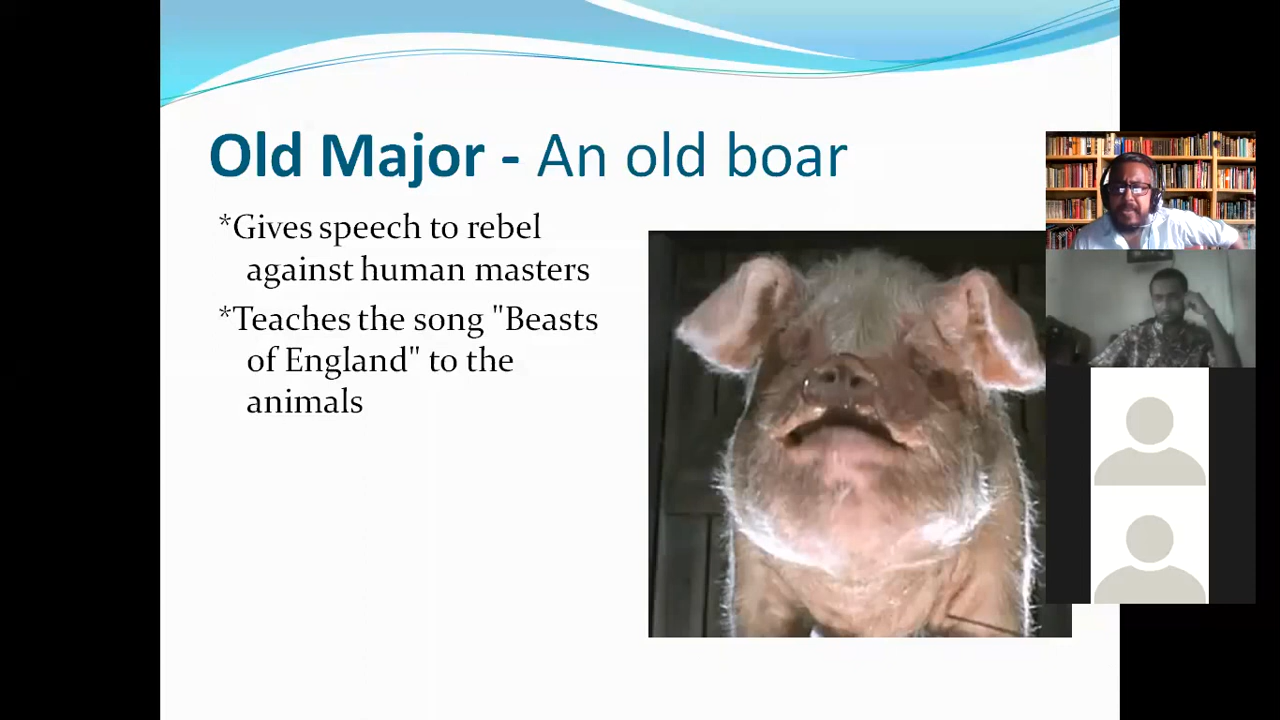 Old Major - An old boar
*Gives speech to rebel
against human masters
*Teaches the song "Beasts
of England" to the
animals